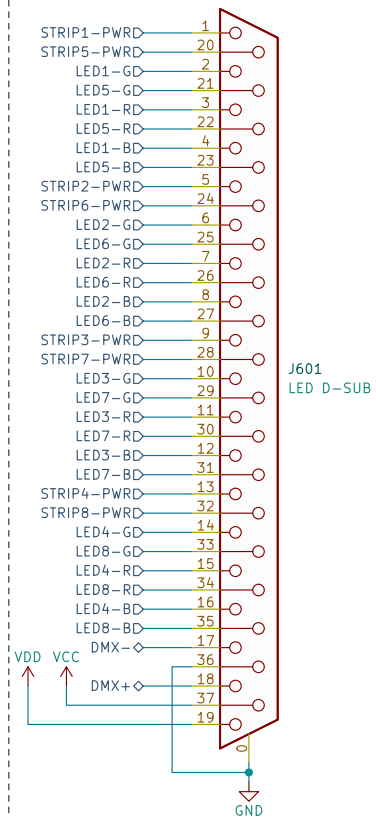 STRIP1-PWR 1
STRIP5-PWR 20
LED1-G 2
LED5-G 21
LED1-R 3
LED5-R 22
LED1-B 4
LED5-B 23
STRIP2-PWR 5
STRIP6-PWR 24
LED2-G 6
LED6-G 25
LED2-R 7
LED6-R 26
LED2-B 8
LED6-B 27
STRIP3-PWR 9
STRIP7-PWR 28
LED3-G 10
J601
LED D-SUB
LED7-G 29
LED3-R 11
LED7-R 30
LED3-B 12
LED7-B 31
STRIP4-PWR 13
STRIP8-PWR 32
LED4-G 14
LED8-G 33
LED4-R 15
LED8-R 34
LED4-B 16
LED8-B 35
DMX- 17
VDD VCC
36
DMX+ 18
37
19
0
GND